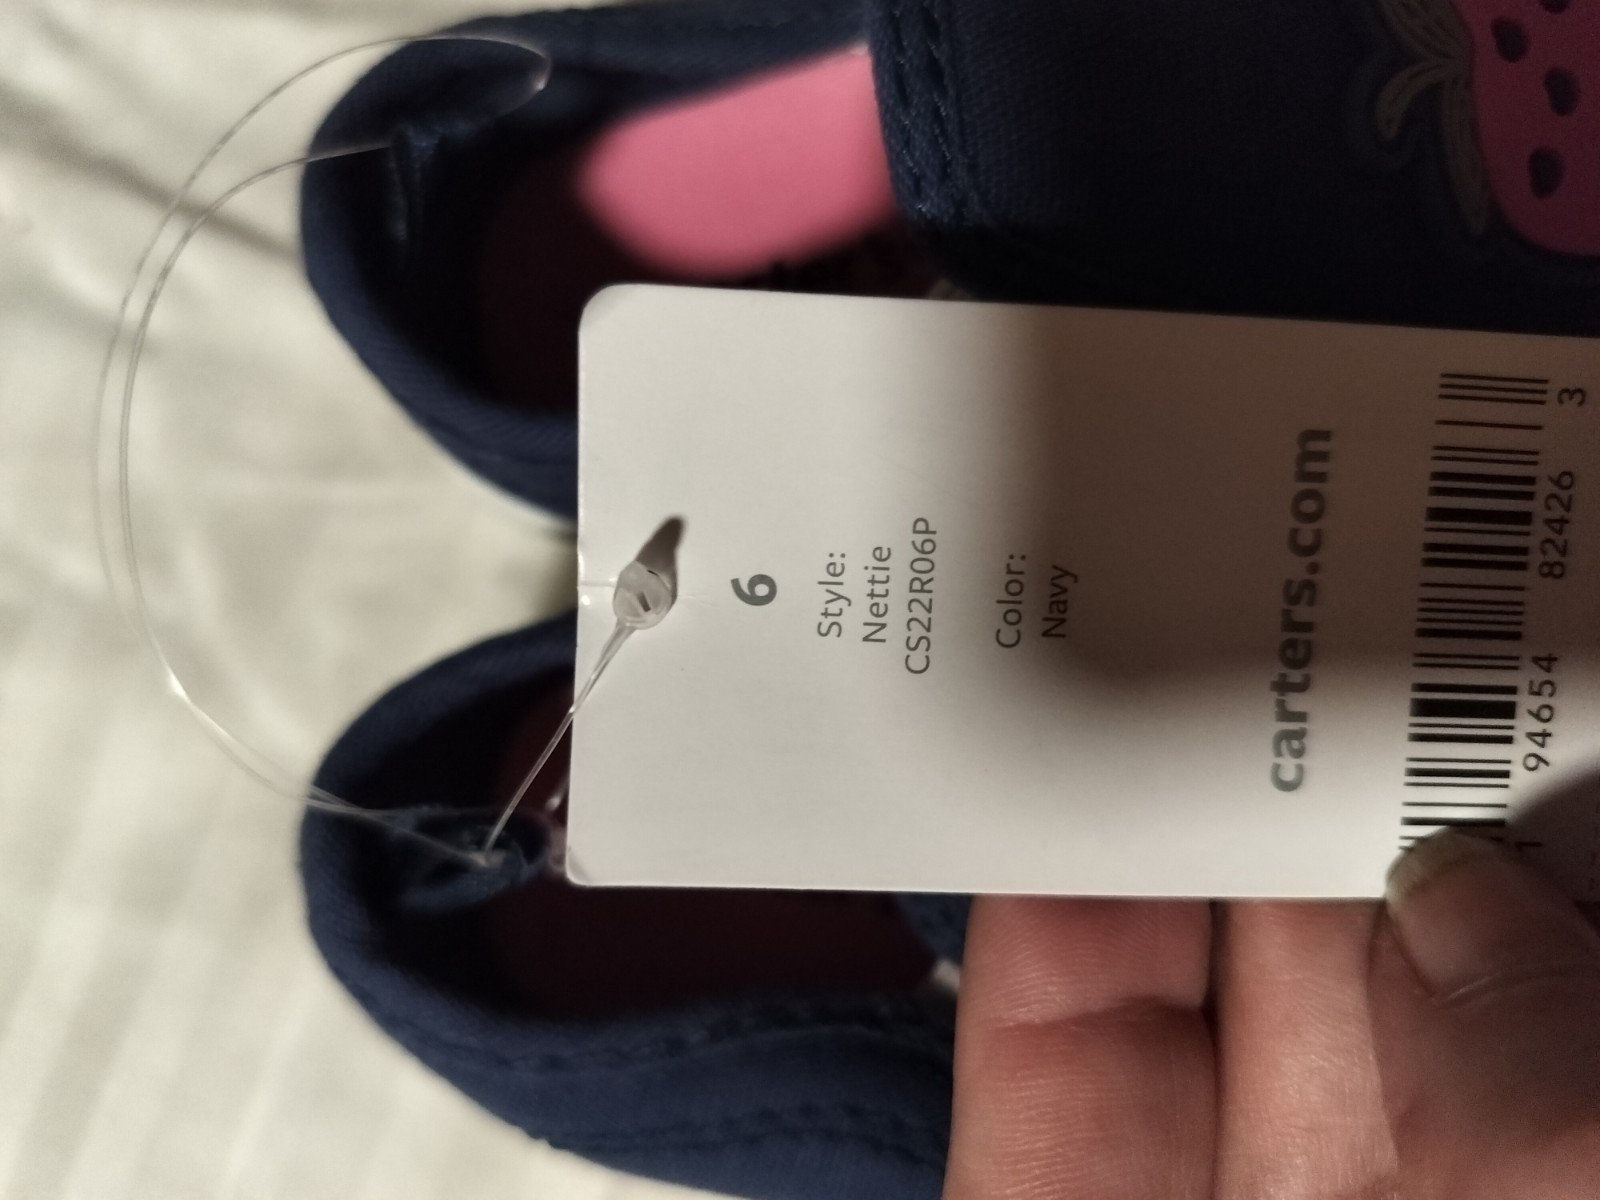 6
Style:
Nettie
CS22R06P
Color:
Navy
carters.com
1 94654 82426 3